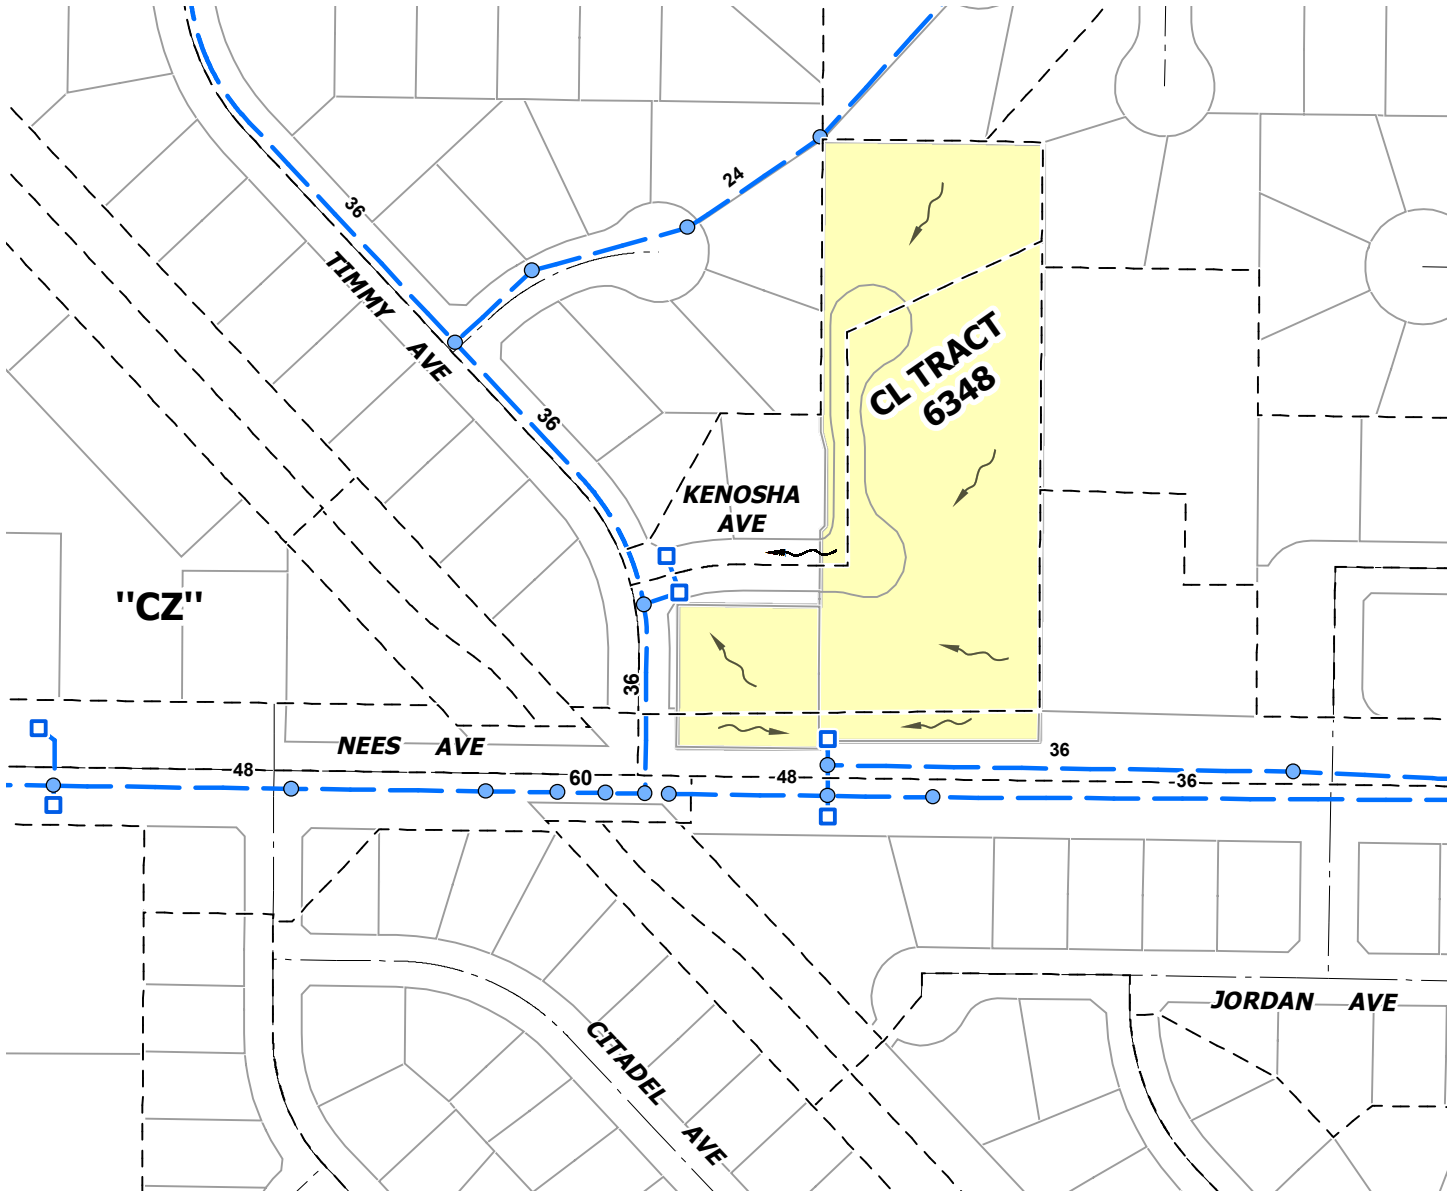 24
36
TIMMY AVE
36
CL TRACT
6348
KENOSHA
AVE
"CZ"
36
NEES AVE
48
60
48
36
36
JORDAN AVE
CITADEL AVE